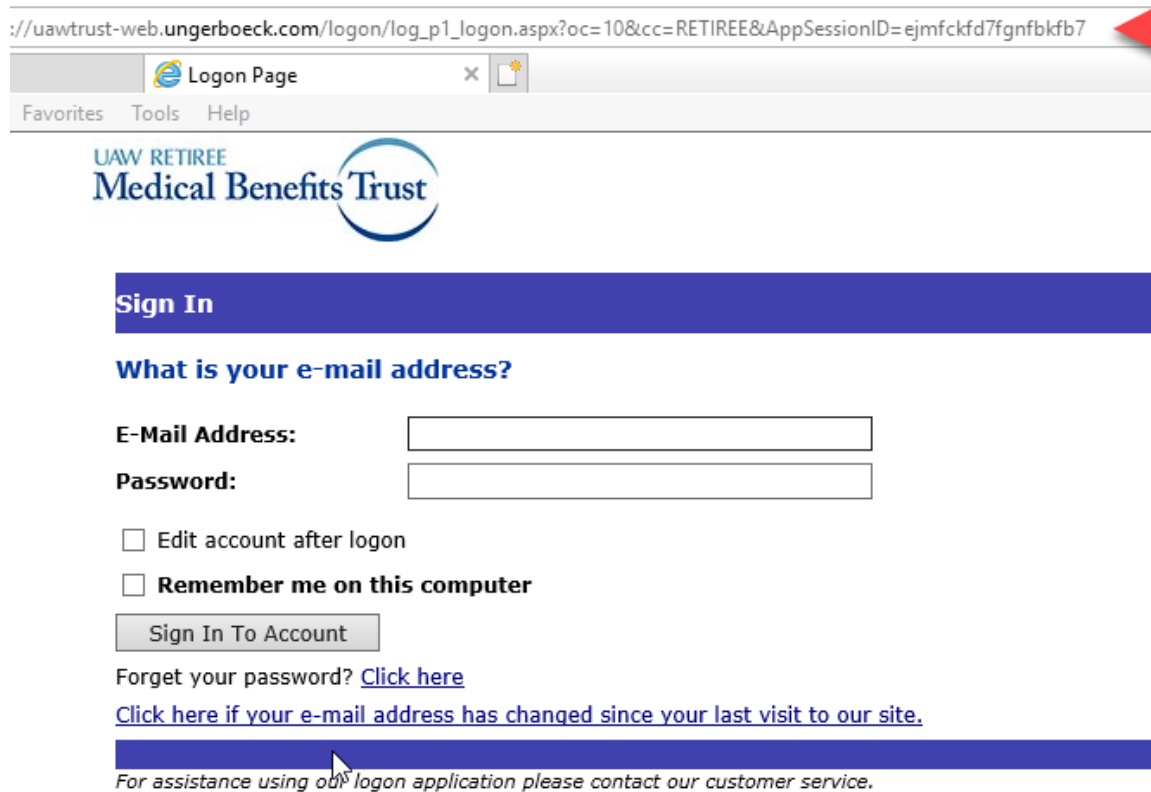 ://uawtrust-web.ungerboeck.com/logon/log_p1_logon.aspx?oc=10&cc=RETIREE&AppSessionID=ejmfckfd7fgnfbkfb7
Logon Page
Favorites Tools Help
UAW RETIREE
Medical Benefits Trust
Sign In
What is your e-mail address?
E-Mail Address:
Password:
Edit account after logon
Remember me on this computer
Sign In To Account
Forget your password? Click here
Click here if your e-mail address has changed since your last visit to our site.
For assistance using our logon application please contact our customer service.